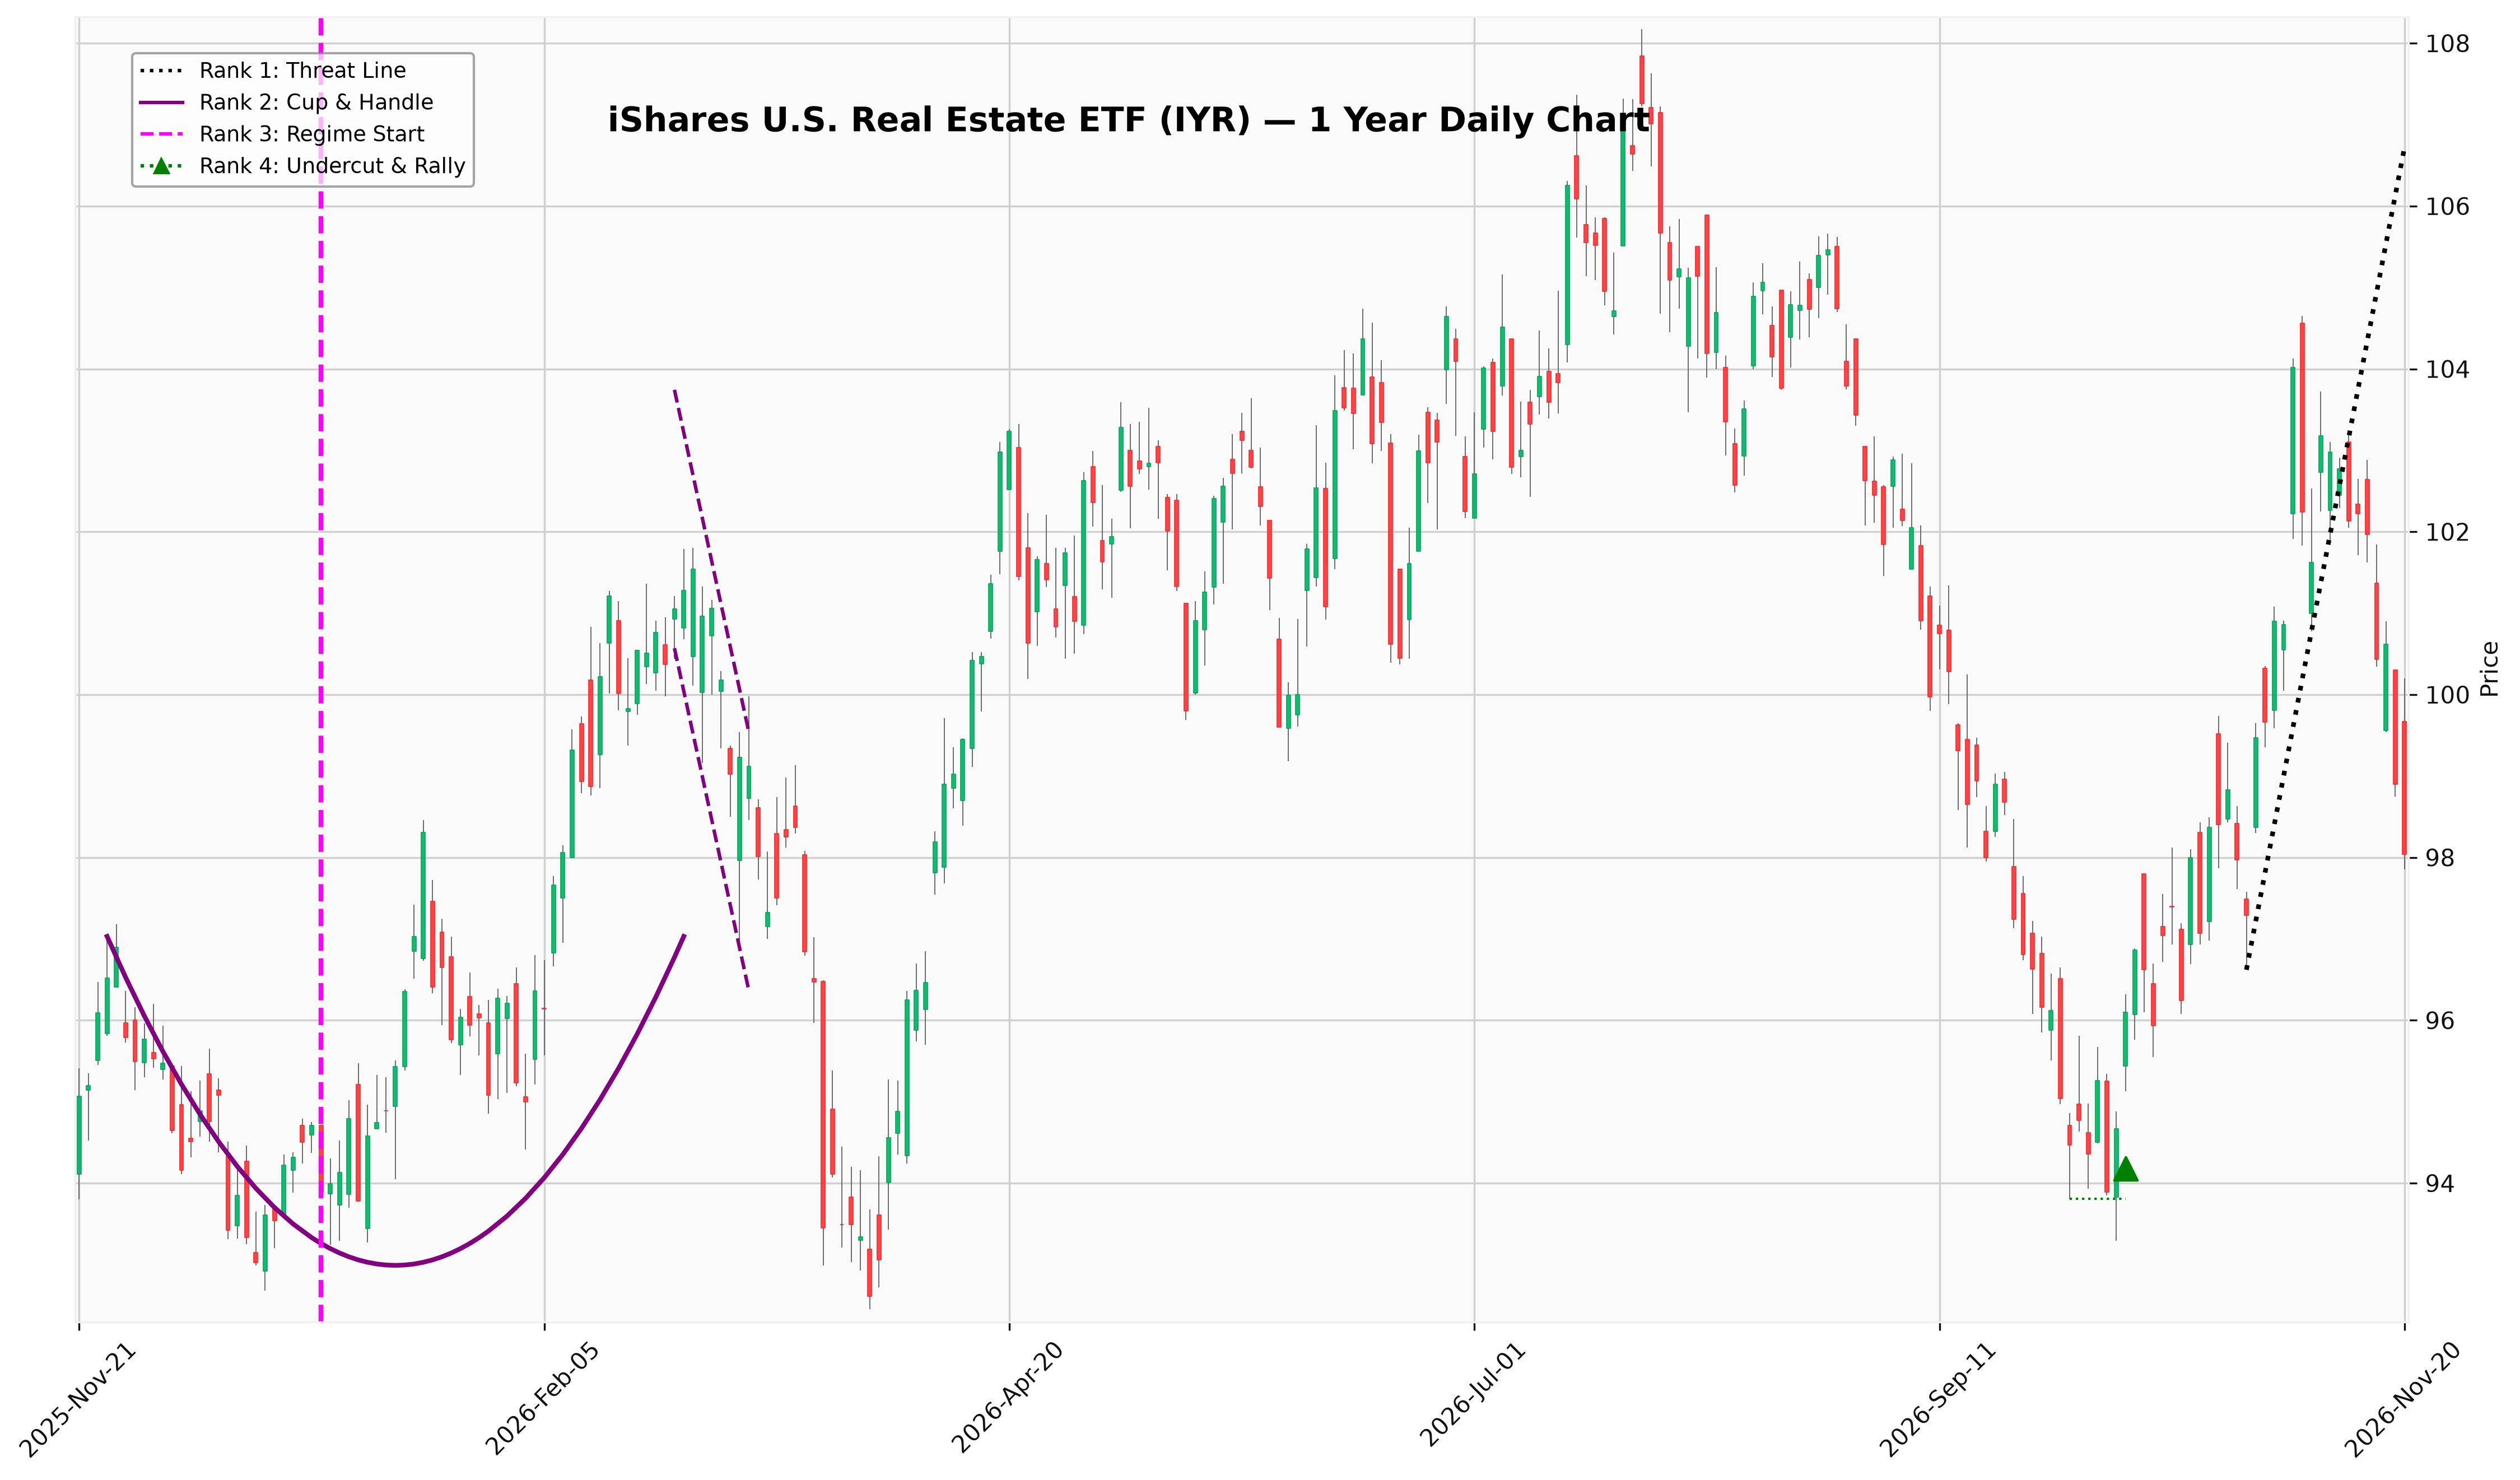 Rank 1: Threat Line
Rank 2: Cup & Handle
Rank 3: Regime Start
Rank 4: Undercut & Rally
iShares U.S. Real Estate ETF (IYR) — 1 Year Daily Chart
108
106
104
102
100
98
96
94
Price
2025-Nov-21
2026-Feb-05
2026-Apr-20
2026-Jul-01
2026-Sep-11
2026-Nov-20